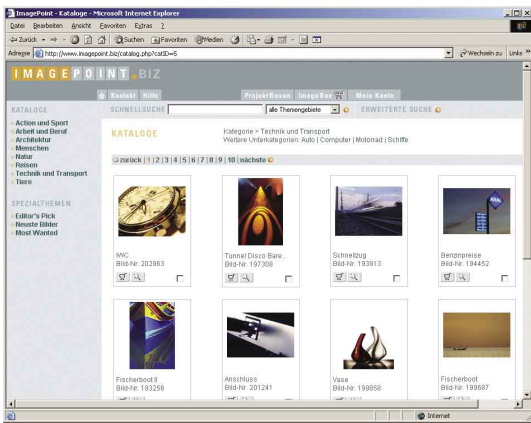 ImagePoint - Kataloge - Microsoft Internet Explorer
Datei Bearbeiten Ansicht Favoriten Extras ?
Zurück Suchen Favoriten Medien
Adresse http://www.imagepoint.biz/catalog.php?catID=5 Wechseln zu Links »
IMAGEPOINT.BIZ
Kontakt Hilfe ProjektBoxen ImageBox Mein Konto
KATALOGE
SCHNELLSUCHE alle Themengebiete ERWEITERTE SUCHE
Action und Sport
Arbeit und Beruf
Architektur
Menschen
Natur
Reisen
Technik und Transport
Tiere
SPEZIALTHEMEN
Editor's Pick
Neuste Bilder
Most Wanted
KATALOGE
Kategorie > Technik und Transport
Weitere Unterkategorien: Auto | Computer | Motorrad | Schiffe
zurück | 1 | 2 | 3 | 4 | 5 | 6 | 7 | 8 | 9 | 10 | nächste
IWC
Bild-Nr. 202963
Tunnel Disco Bare..
Bild-Nr. 197308
Schnellzug
Bild-Nr. 193913
ARAL
Benzinpreise
Bild-Nr. 194452
Fischerboot II
Bild-Nr. 193256
Anschluss
Bild-Nr. 201241
Vase
Bild-Nr. 199858
Fischerboot
Bild-Nr. 199687
Internet